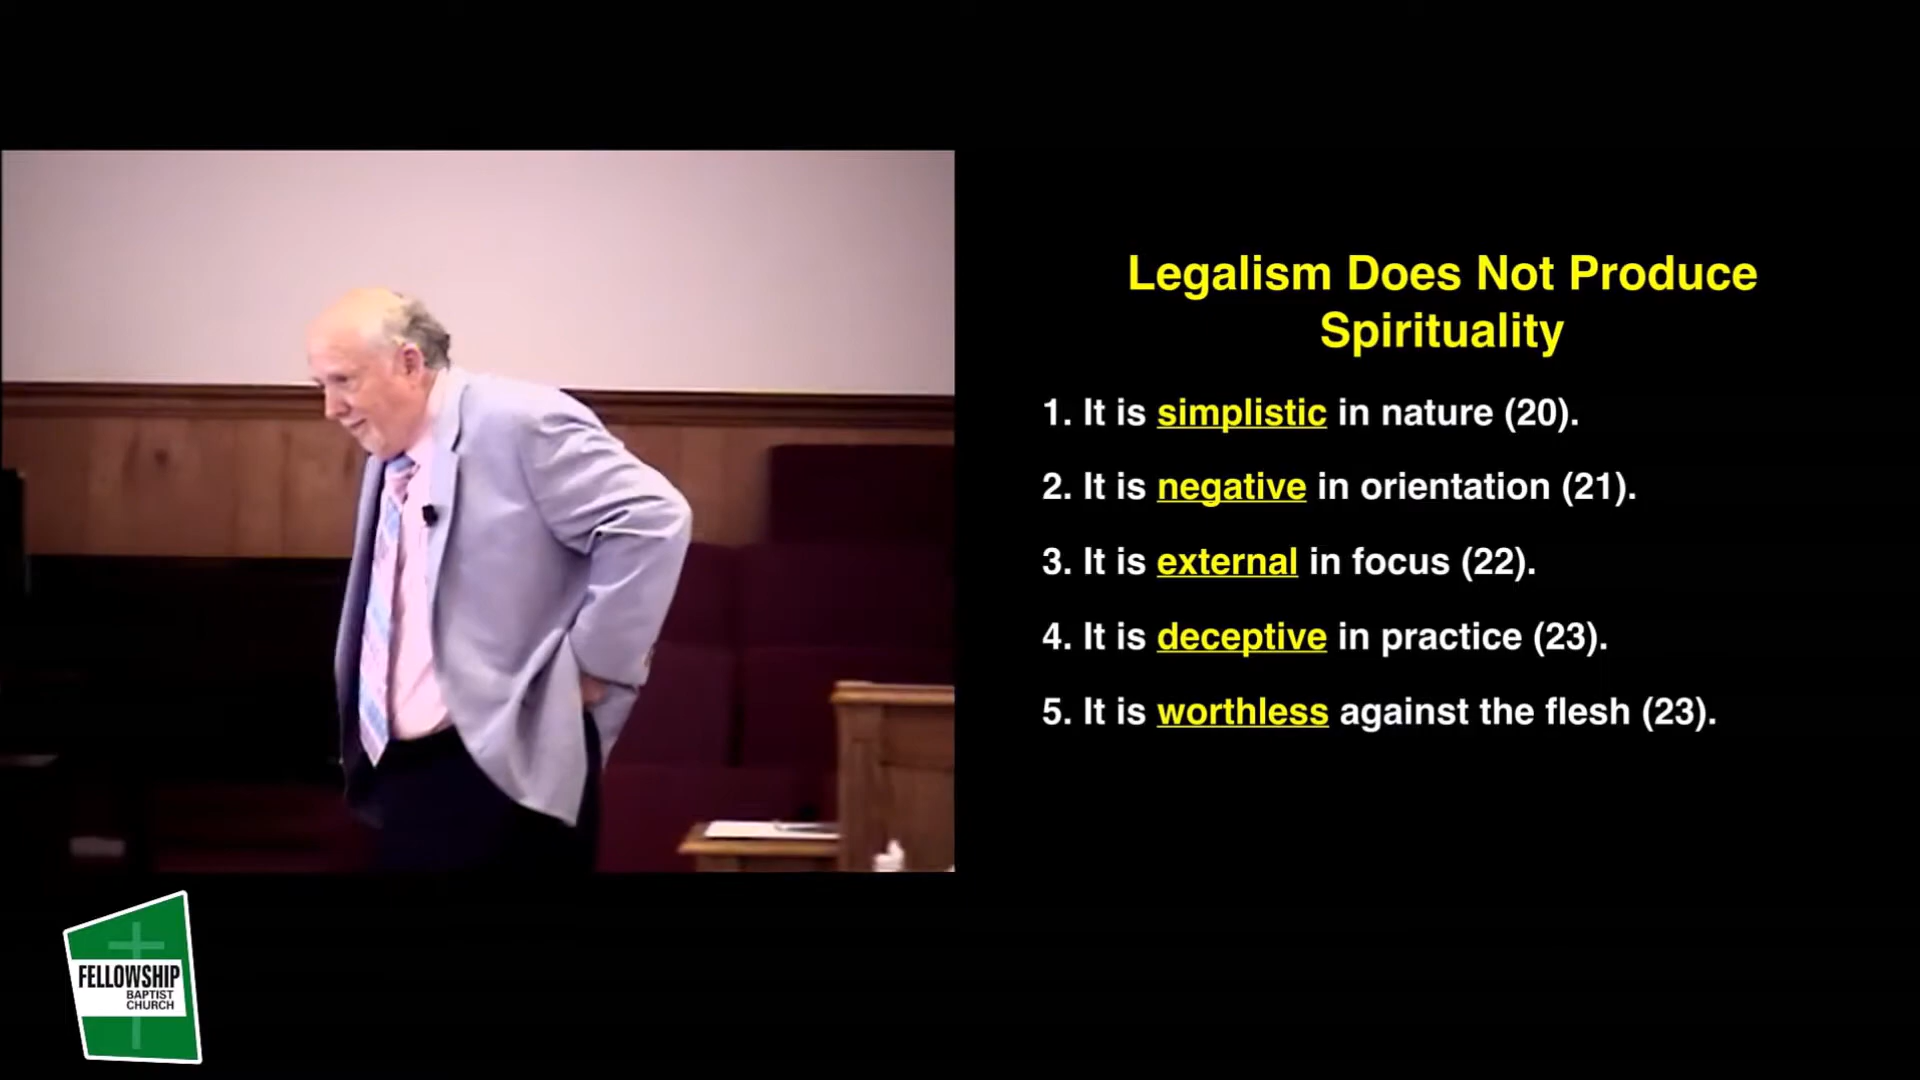 Legalism Does Not Produce
Spirituality
1. It is simplistic in nature (20).
2. It is negative in orientation (21).
3. It is external in focus (22).
4. It is deceptive in practice (23).
5. It is worthless against the flesh (23).
FELLOWSHIP
BAPTIST
CHURCH